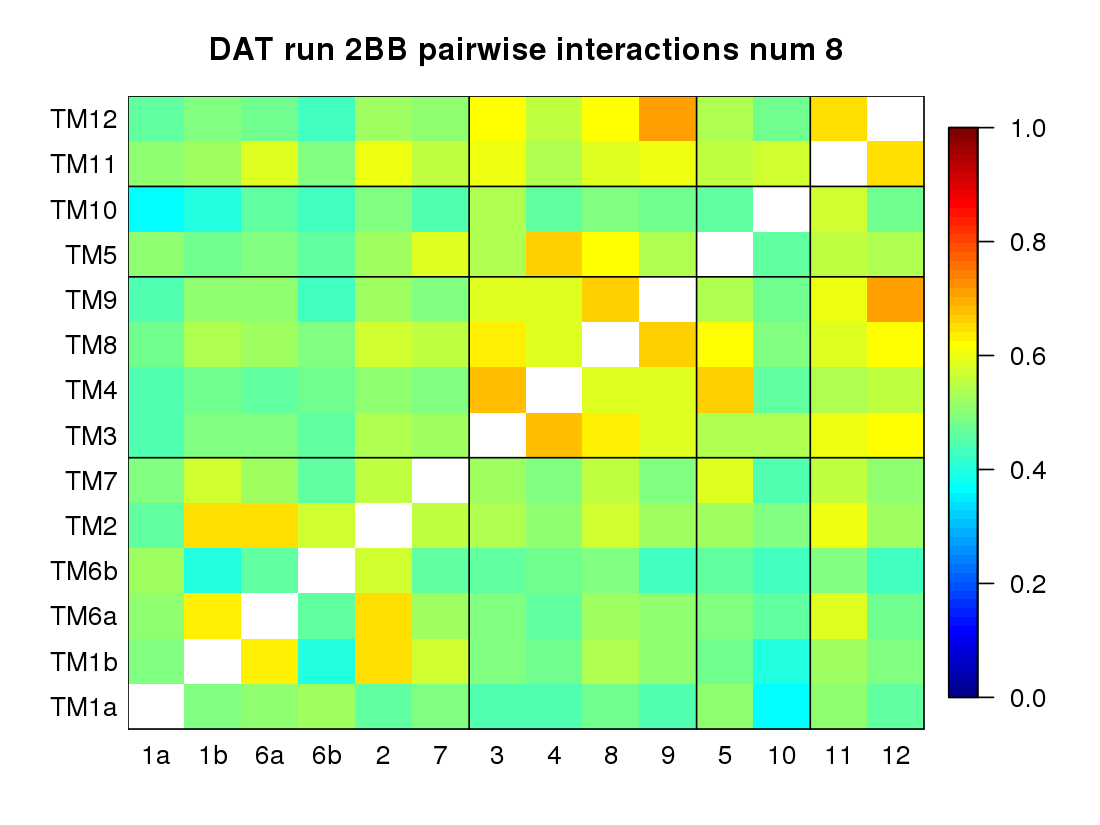 DAT run 2BB pairwise interactions num 8
TM12
TM11
TM10
TM5
TM9
TM8
TM4
TM3
TM7
TM2
TM6b
TM6a
TM1b
TM1a
1a 1b 6a 6b 2 7 3 4 8 9 5 10 11 12
1.0
0.8
0.6
0.4
0.2
0.0